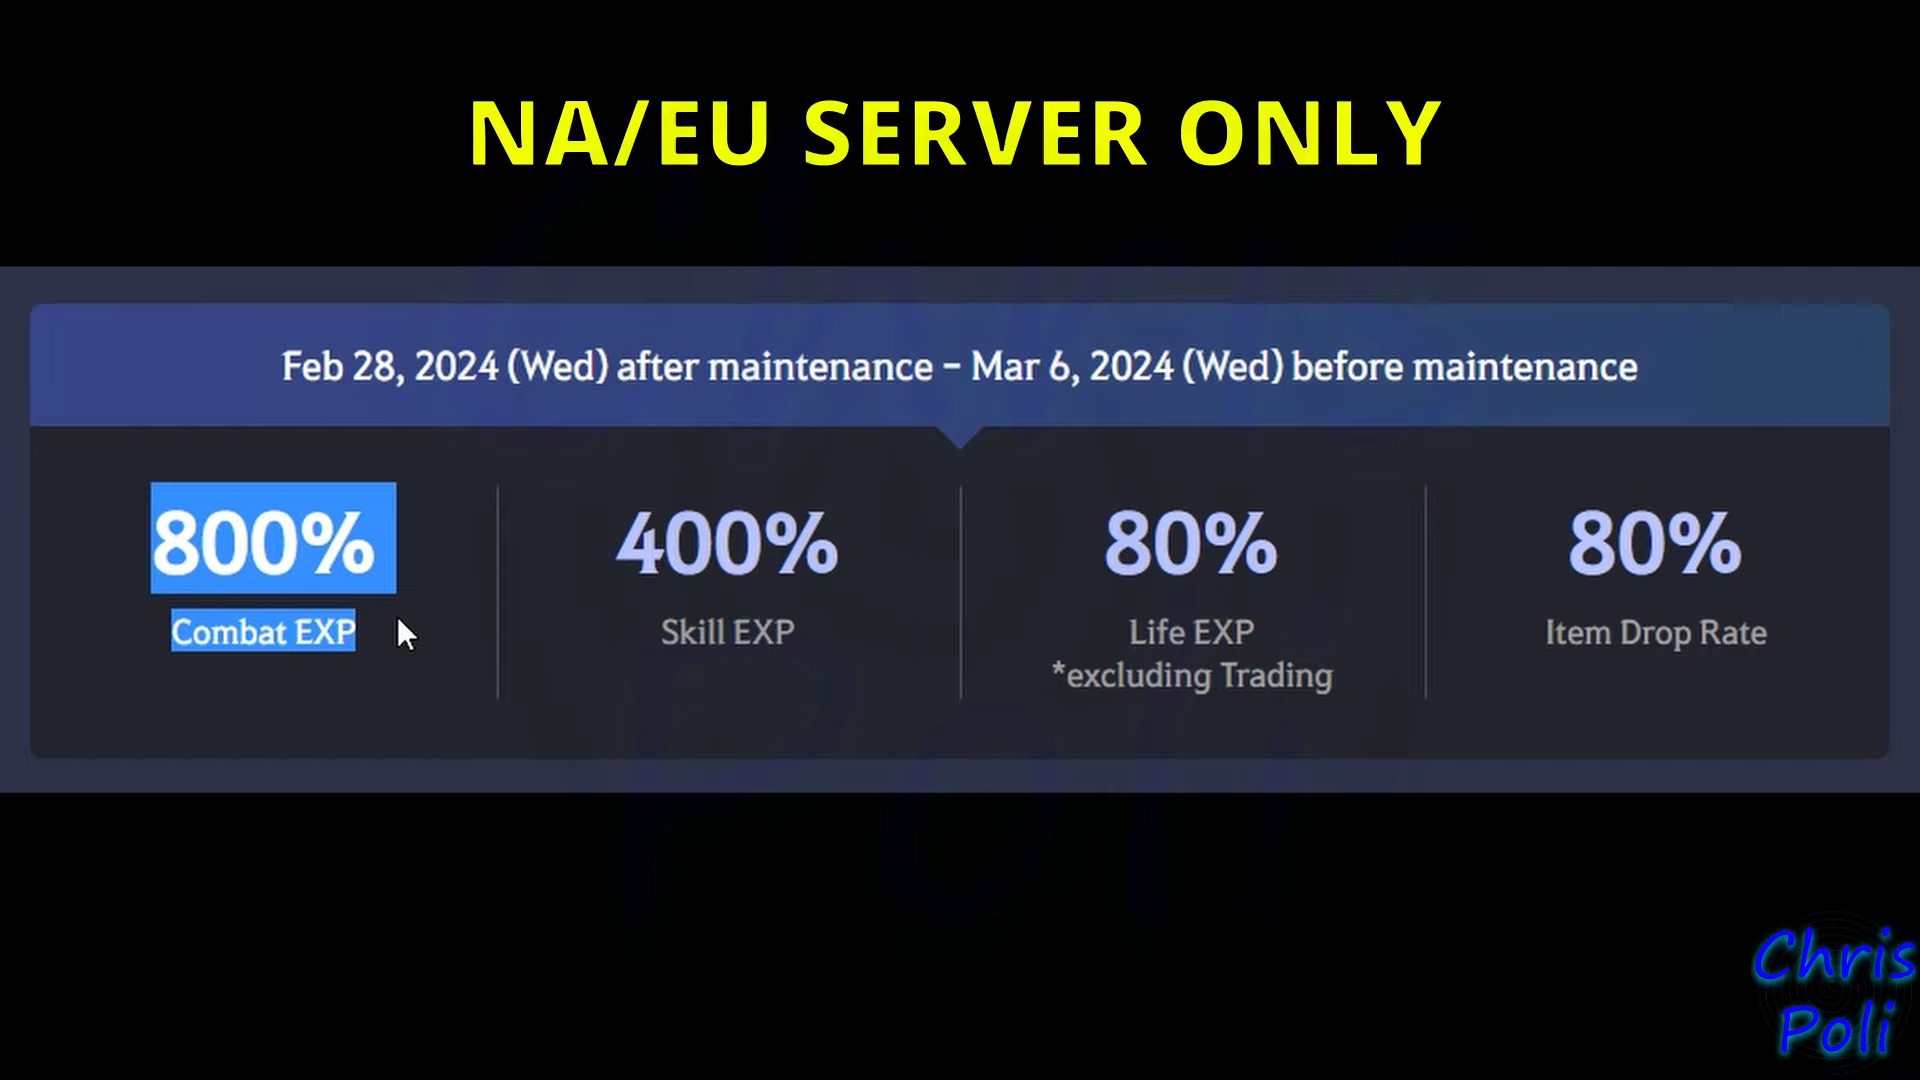 NA/EU SERVER ONLY
Feb 28, 2024 (Wed) after maintenance – Mar 6, 2024 (Wed) before maintenance
800%
Combat EXP
400%
Skill EXP
80%
Life EXP
*excluding Trading
80%
Item Drop Rate
Chris
Poli